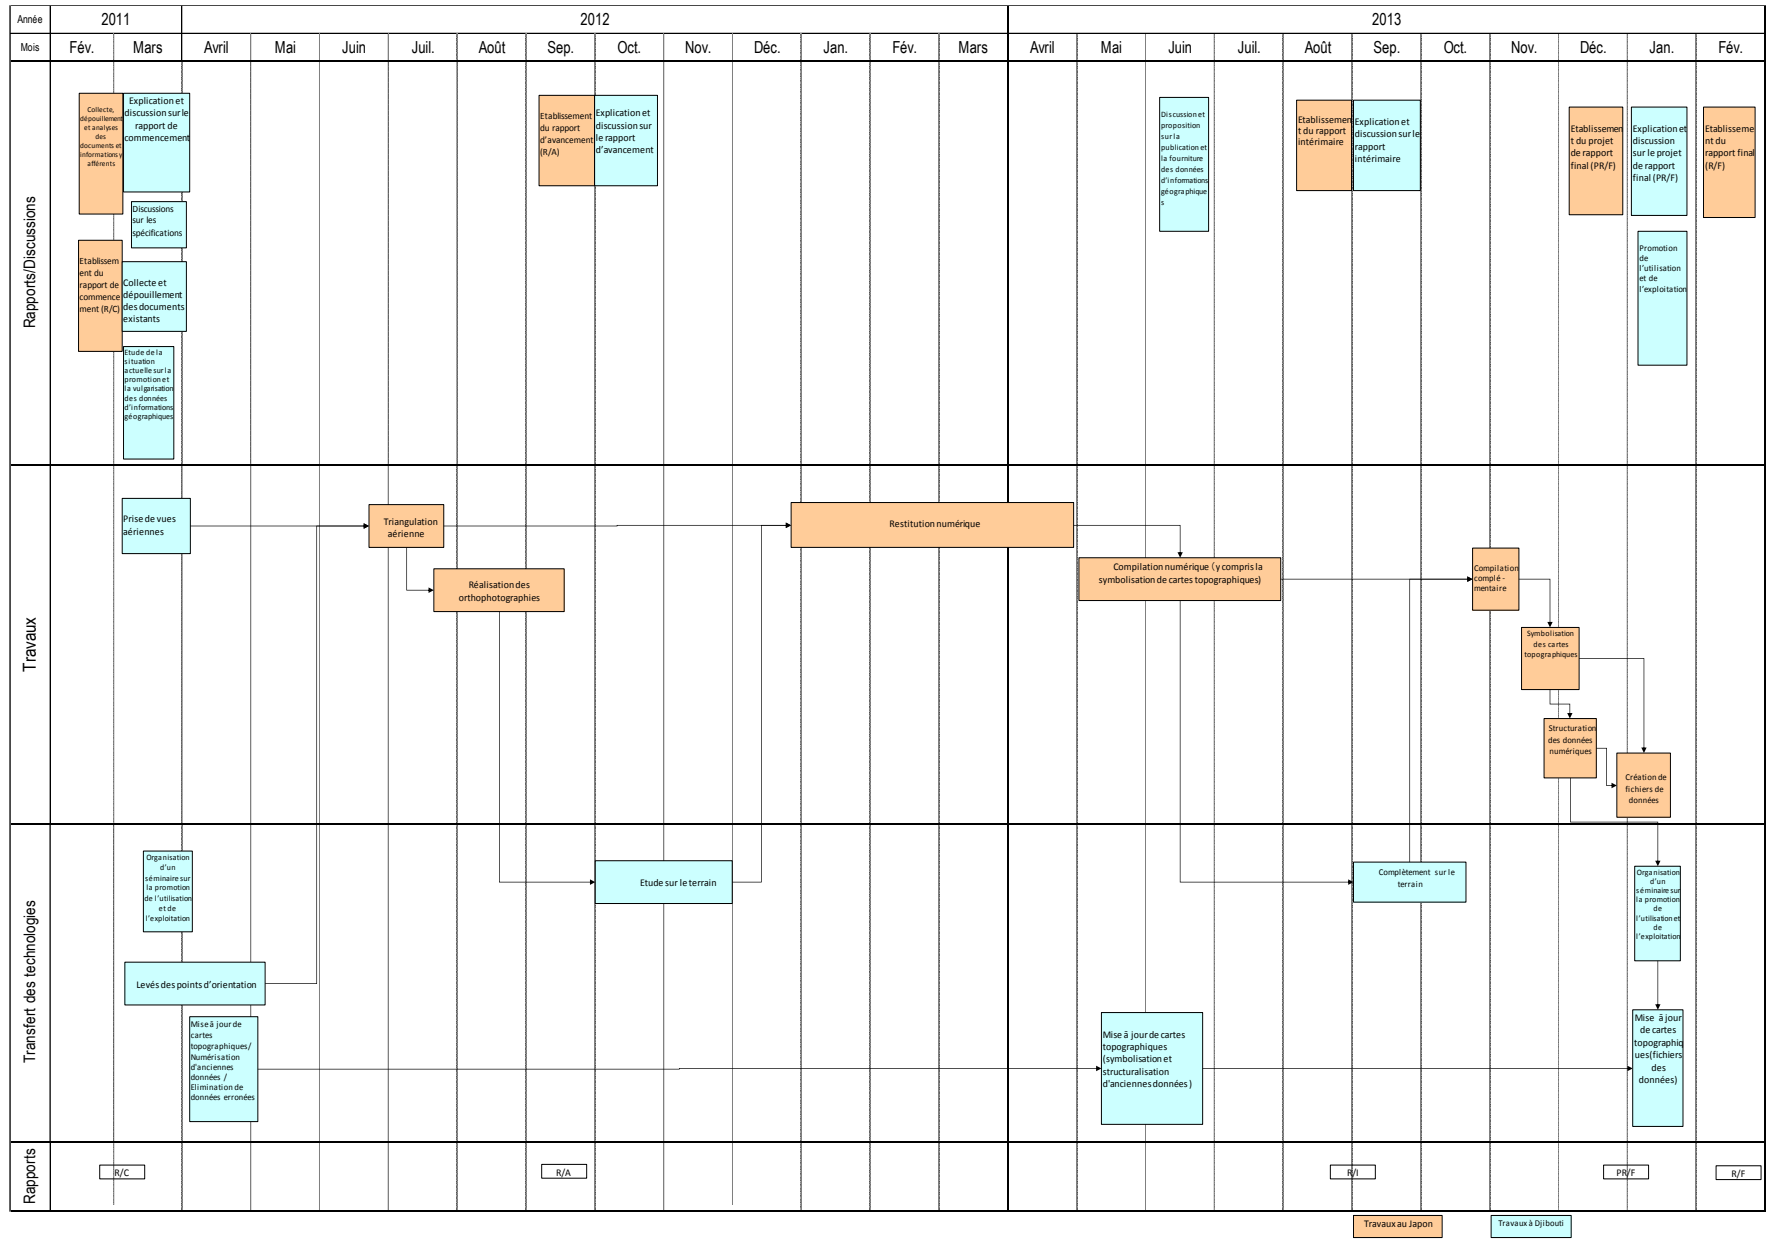 Année 2011 2012 2013
Mois Fév. Mars Avril Mai Juin Juil. Août Sep. Oct. Nov. Déc. Jan. Fév. Mars Avril Mai Juin Juil. Août Sep. Oct. Nov. Déc. Jan. Fév.
Rapports/Discussions
Collecte,
dépouillement
et analyses
des
documents et
informations y
afférents
Explication et
discussion sur le
rapport de
commencement
Discussions
sur les
spécifications
Etablissem
ent du
rapport de
commence
ment (R/C)
Collecte et
dépouillement
des documents
existants
Etude de la
situation
actuelle sur la
promotion et
la vulgarisation
des données
d'informations
géographiques
Etablissement
du rapport
d'avancement
(R/A)
Explication et
discussion sur
le rapport
d'avancement
Discussion et
proposition
sur la
publication et
la fourniture
des données
d'informations
géographique
s
Etablissemen
t du rapport
intérimaire
Explication et
discussion sur le
rapport
intérimaire
Etablissemen
t du projet
de rapport
final (PR/F)
Explication et
discussion
sur le projet
de rapport
final (PR/F)
Etablisseme
nt du
rapport final
(R/F)
Promotion
de
l'utilisation
et de
l'exploitation
Travaux
Prise de vues
aériennes
Triangulation
aérienne
Réalisation des
orthophotographies
Restitution numérique
Compilation numérique (y compris la
symbolisation de cartes topographiques)
Compilation
complé -
mentaire
Symbolisation
des cartes
topographiques
Structuration
des données
numériques
Création de
fichiers de
données
Transfert des technologies
Organisation
d'un
séminaire sur
la promotion
de l'utilisation
et de
l'exploitation
Etude sur le terrain
Complètement sur le
terrain
Organisation
d'un
séminaire sur
la promotion
de
l'utilisation et
de
l'exploitation
Levés des points d'orientation
Mise à jour de
cartes
topographiques/
Numérisation
d'anciennes
données /
Elimination de
données erronées
Mise à jour de cartes
topographiques
(symbolisation et
structuralisation
d'anciennes données )
Mise à jour
de cartes
topographiq
ues(fichiers
des
données)
Rapports
R/C R/A R/I PR/F R/F
Travaux au Japon Travaux à Djibouti